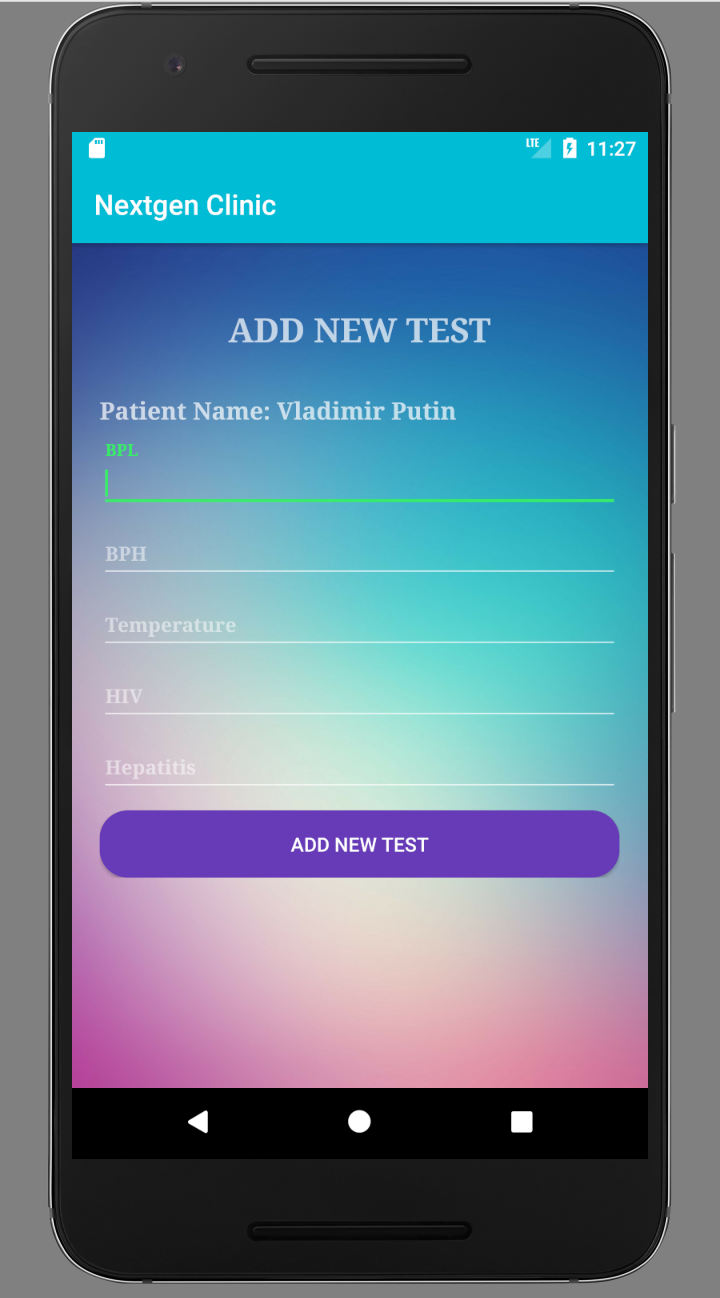 LTE 11:27
Nextgen Clinic
ADD NEW TEST
Patient Name: Vladimir Putin
BPL
BPH
Temperature
HIV
Hepatitis
ADD NEW TEST